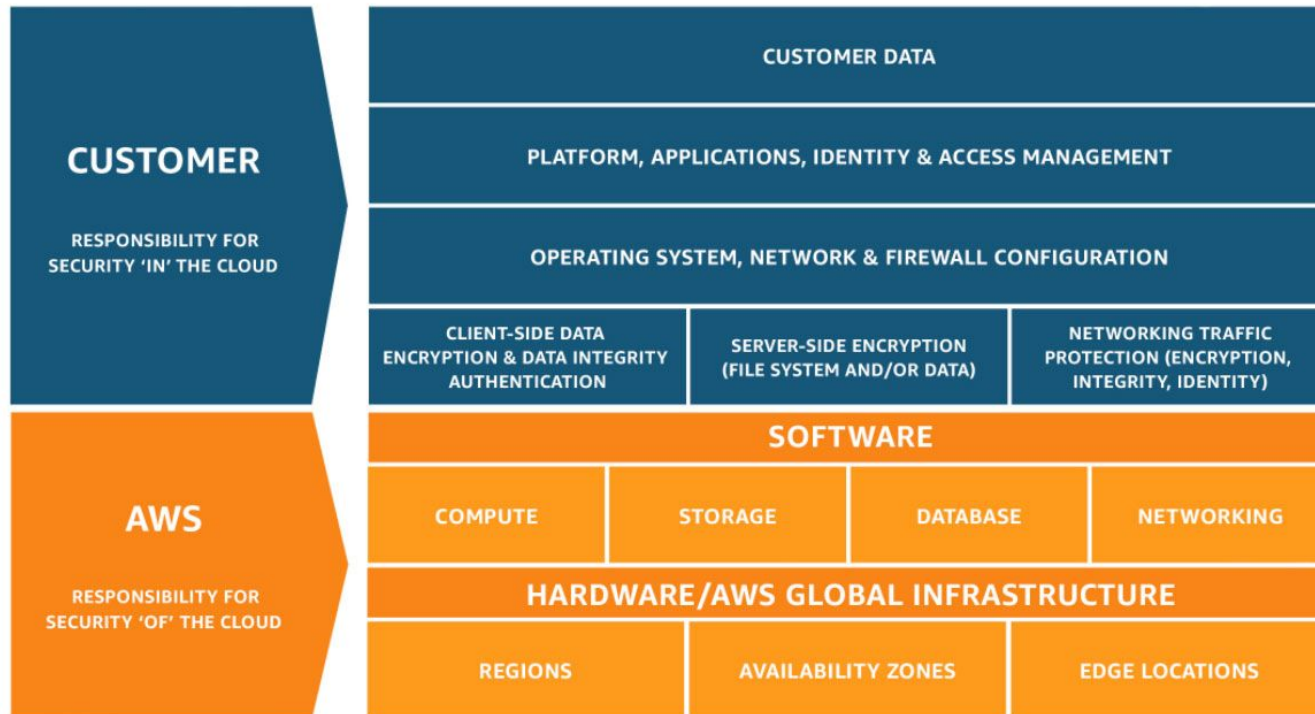 CUSTOMER
RESPONSIBILITY FOR
SECURITY ‘IN’ THE CLOUD
CUSTOMER DATA
PLATFORM, APPLICATIONS, IDENTITY & ACCESS MANAGEMENT
OPERATING SYSTEM, NETWORK & FIREWALL CONFIGURATION
CLIENT-SIDE DATA
ENCRYPTION & DATA INTEGRITY
AUTHENTICATION
SERVER-SIDE ENCRYPTION
(FILE SYSTEM AND/OR DATA)
NETWORKING TRAFFIC
PROTECTION (ENCRYPTION,
INTEGRITY, IDENTITY)
AWS
RESPONSIBILITY FOR
SECURITY ‘OF’ THE CLOUD
SOFTWARE
COMPUTE
STORAGE
DATABASE
NETWORKING
HARDWARE/AWS GLOBAL INFRASTRUCTURE
REGIONS
AVAILABILITY ZONES
EDGE LOCATIONS